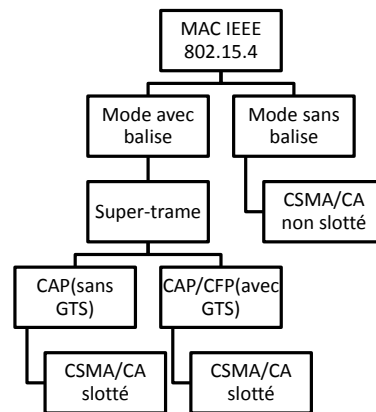 MAC IEEE
802.15.4
Mode avec
balise
Mode sans
balise
Super-trame
CSMA/CA
non slotté
CAP(sans
GTS)
CAP/CFP(avec
GTS)
CSMA/CA
slotté
CSMA/CA
slotté